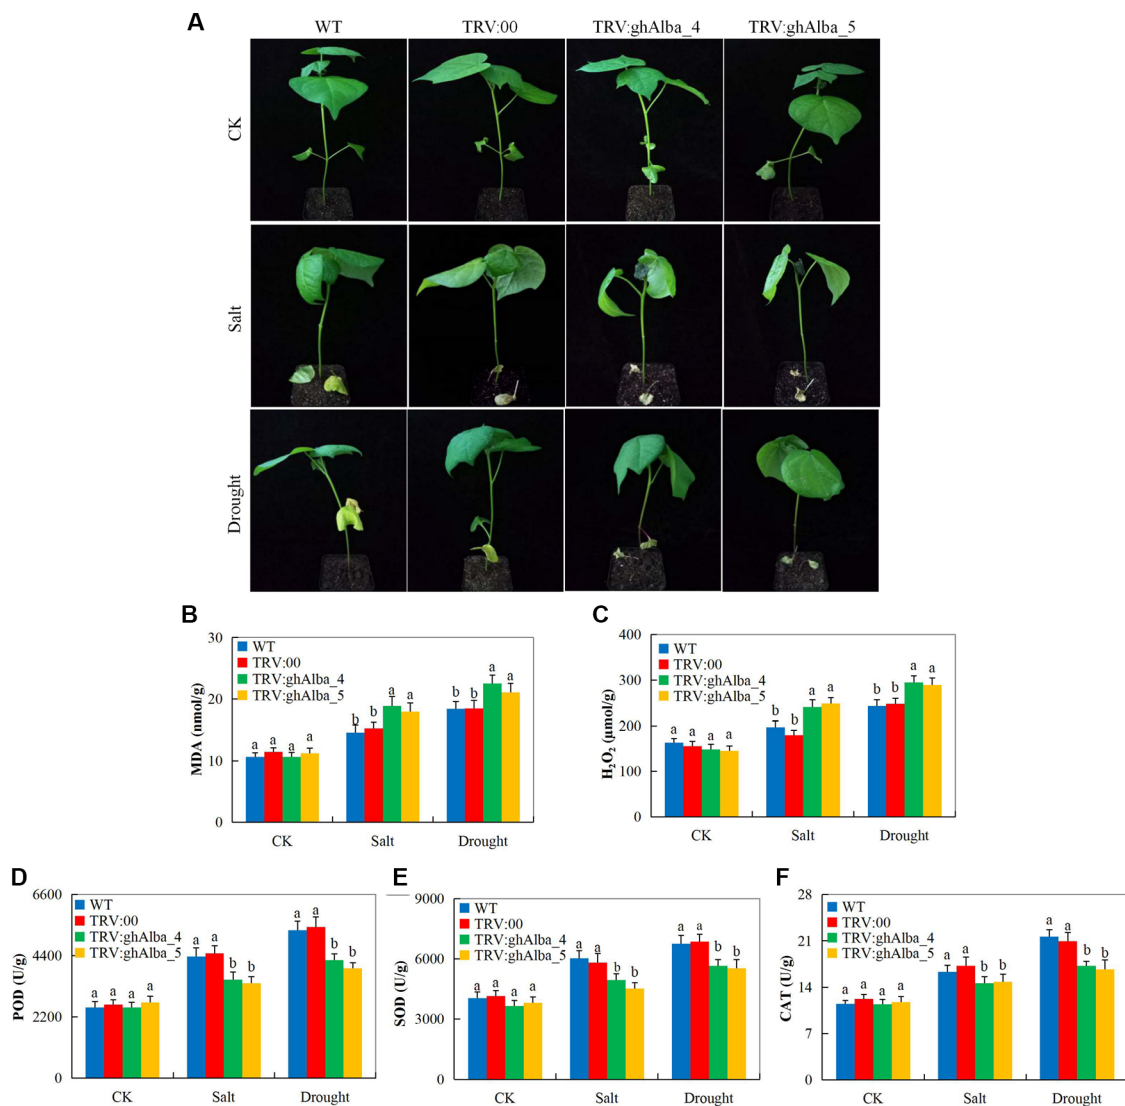 A
WT TRV:00 TRV:ghAlba_4 TRV:ghAlba_5
CK
Salt
Drought
B
MDA (nmol/g)
30
20
10
0
WT
TRV:00
TRV:ghAlba_4
TRV:ghAlba_5
a a a a
b b a a
b b a a
CK Salt Drought
C
H₂O₂ (μmol/g)
400
300
200
100
0
WT
TRV:00
TRV:ghAlba_4
TRV:ghAlba_5
a a a a
b b a a
b b a a
CK Salt Drought
D
POD (U/g)
6600
4400
2200
0
WT
TRV:00
TRV:ghAlba_4
TRV:ghAlba_5
a a a a
a a b b
a a b b
CK Salt Drought
E
SOD (U/g)
9000
6000
3000
0
WT
TRV:00
TRV:ghAlba_4
TRV:ghAlba_5
a a a a
a a b b
a a b b
CK Salt Drought
F
CAT (U/g)
28
21
14
7
0
WT
TRV:00
TRV:ghAlba_4
TRV:ghAlba_5
a a a a
a a b b
a a b b
CK Salt Drought